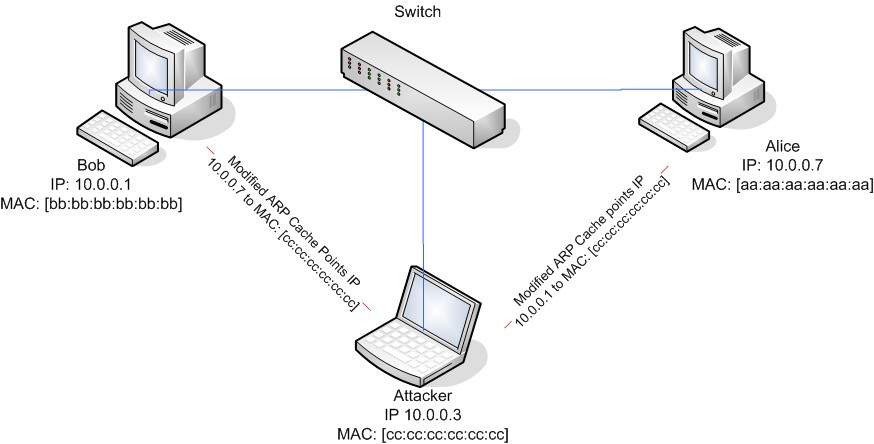 Switch
Bob
IP: 10.0.0.1
MAC: [bb:bb:bb:bb:bb:bb]
Alice
IP: 10.0.0.7
MAC: [aa:aa:aa:aa:aa:aa]
Modified ARP Cache Points IP
10.0.0.7 to MAC: [cc:cc:cc:cc:cc:cc]
Modified ARP Cache points IP
10.0.0.1 to MAC: [cc:cc:cc:cc:cc:cc]
Attacker
IP 10.0.0.3
MAC: [cc:cc:cc:cc:cc:cc]